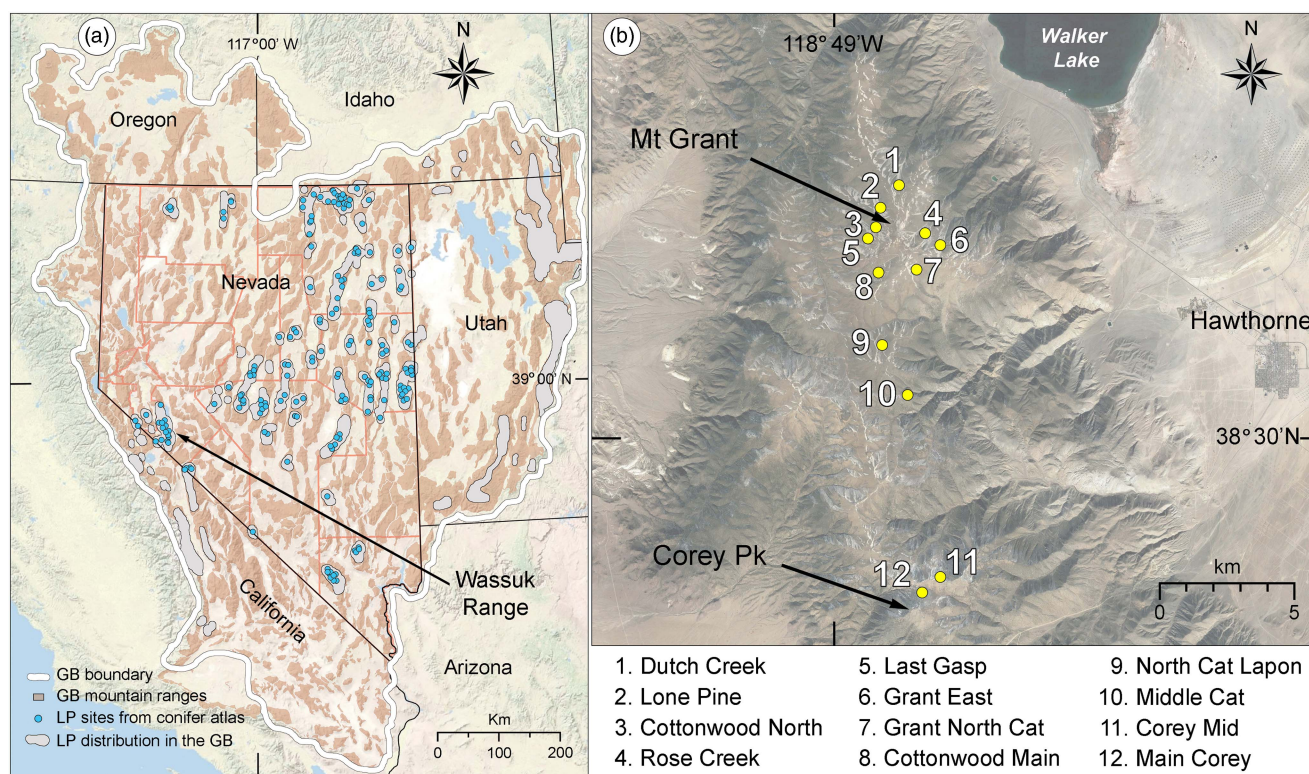 (a)
117°00' W
N
Idaho
Oregon
Nevada
Utah
39°00' N
Wassuk
Range
California
Arizona
GB boundary
GB mountain ranges
LP sites from conifer atlas
LP distribution in the GB
Km
0 100 200
(b)
118°49'W
Walker
Lake
N
Mt Grant
1
2
3
4
5
6
7
8
Hawthorne
9
10
38°30'N
Corey Pk
12
11
km
0 5
1. Dutch Creek
2. Lone Pine
3. Cottonwood North
4. Rose Creek
5. Last Gasp
6. Grant East
7. Grant North Cat
8. Cottonwood Main
9. North Cat Lapon
10. Middle Cat
11. Corey Mid
12. Main Corey